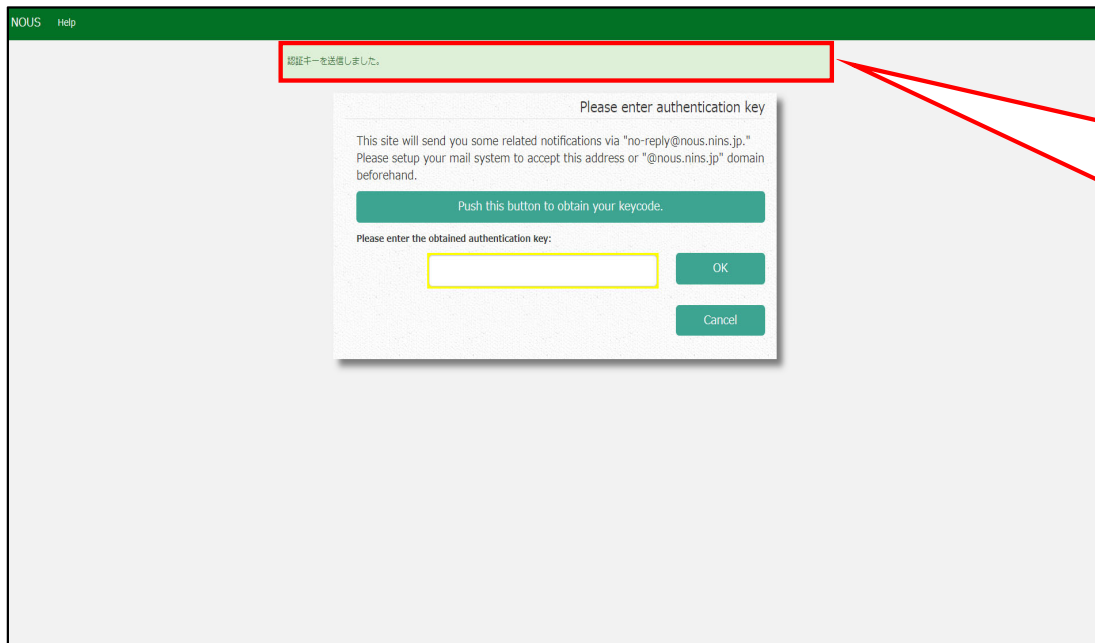 NOUS Help
認証キーを送信しました。
Please enter authentication key
This site will send you some related notifications via "no-reply@nous.nins.jp."
Please setup your mail system to accept this address or "@nous.nins.jp" domain
beforehand.
Push this button to obtain your keycode.
Please enter the obtained authentication key:
OK
Cancel